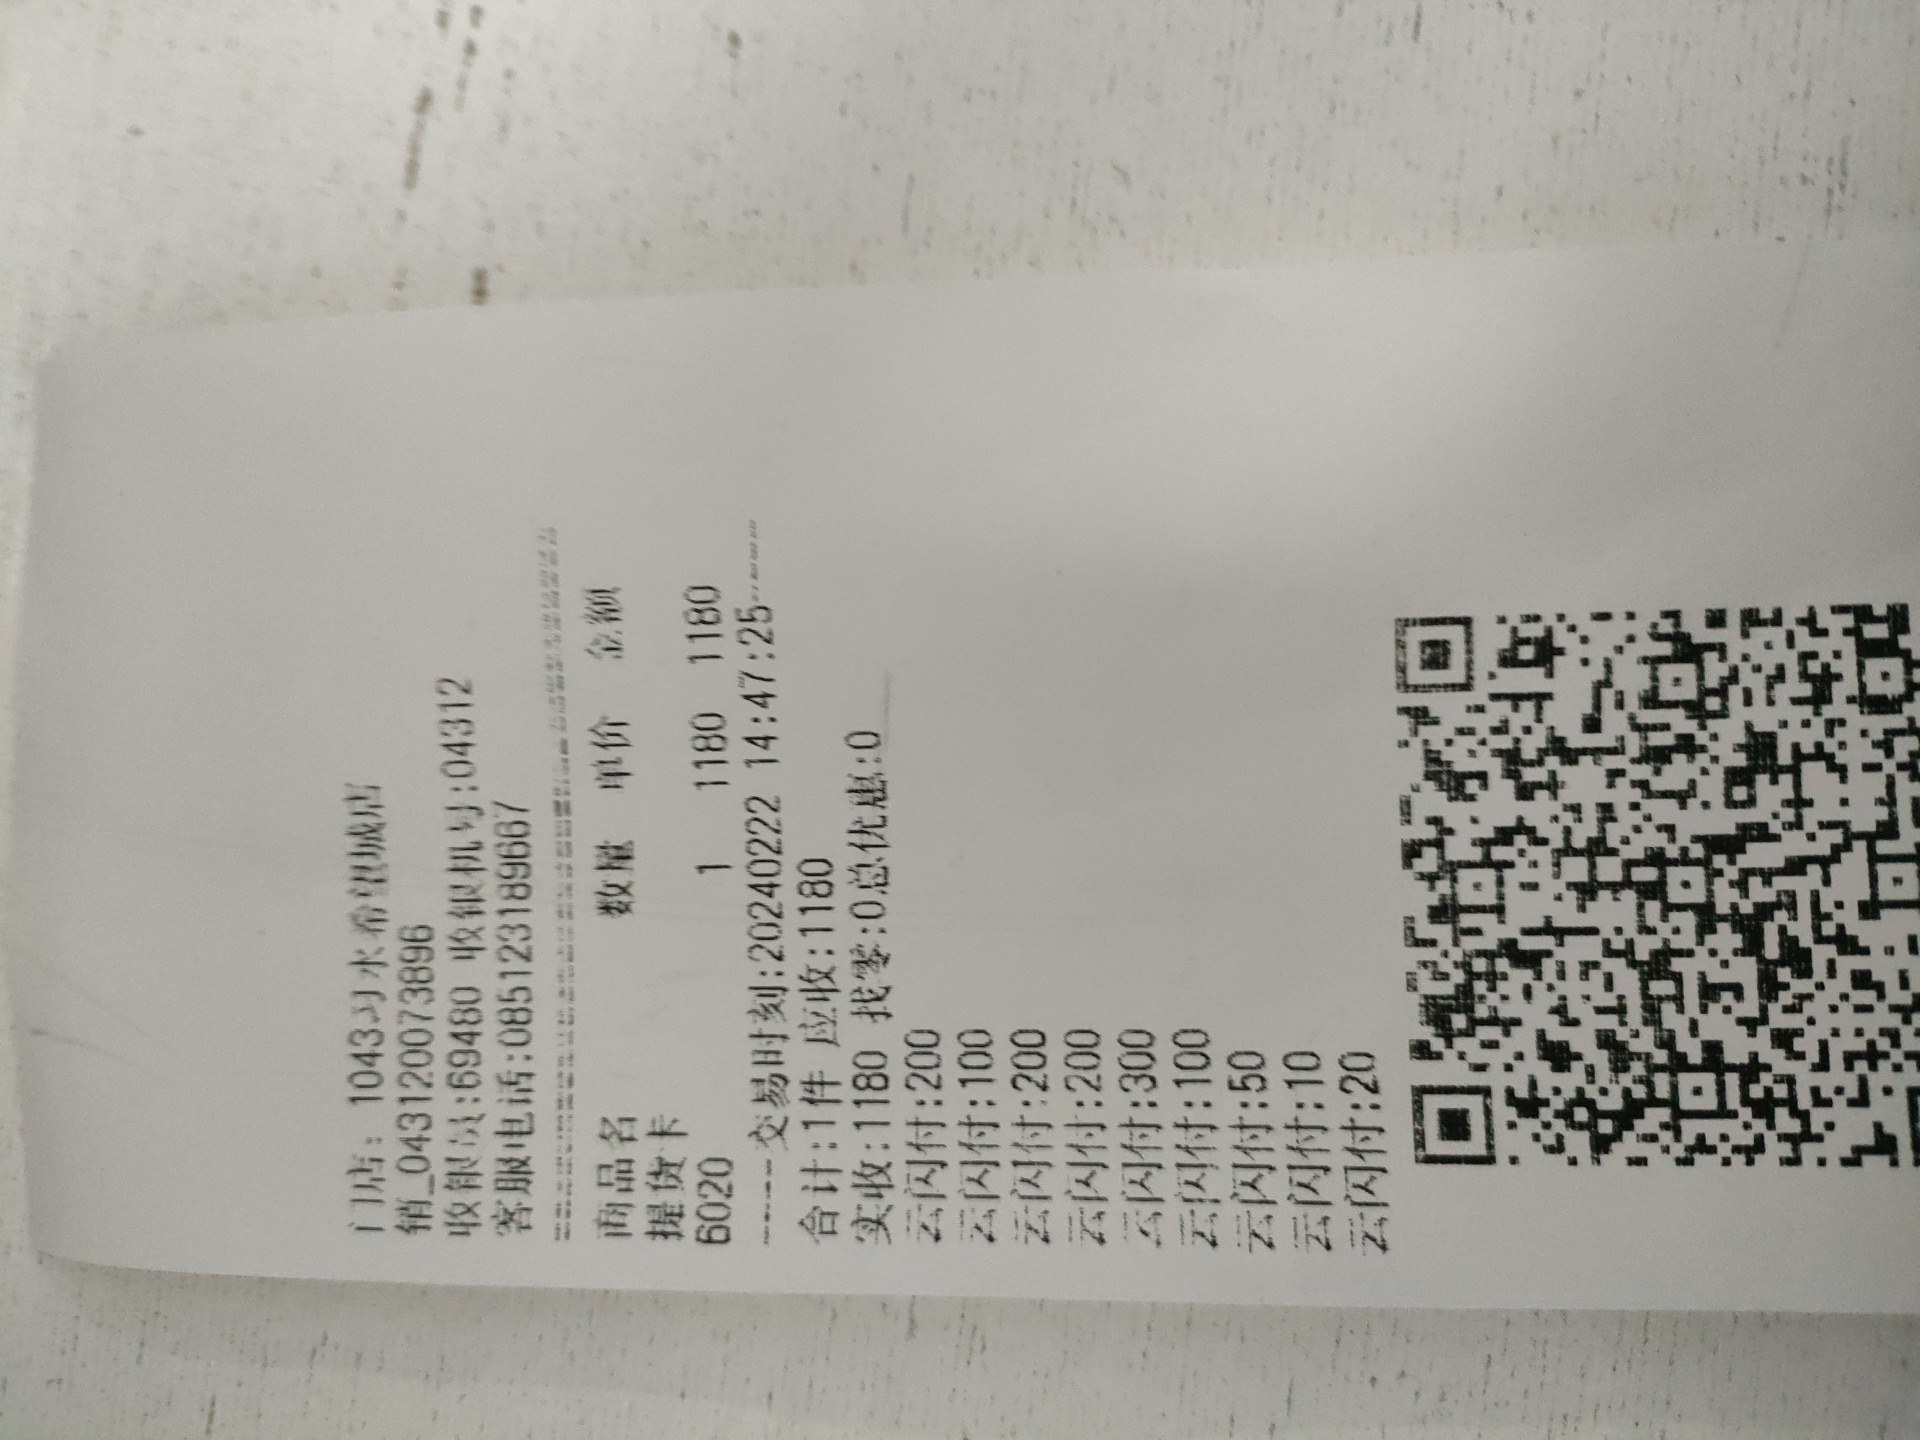 门店: 1043习水希望城店
销_043120073896
收银员:69480 收银机号:04312
客服电话:085123189667
商品名 数量 单价 金额
提货卡
6020 1 1180 1180
----交易时刻:20240222 14:47:25----
合计:1件 应收:1180
实收:1180 找零:0总优惠:0
云闪付:200
云闪付:100
云闪付:200
云闪付:200
云闪付:300
云闪付:100
云闪付:50
云闪付:10
云闪付:20